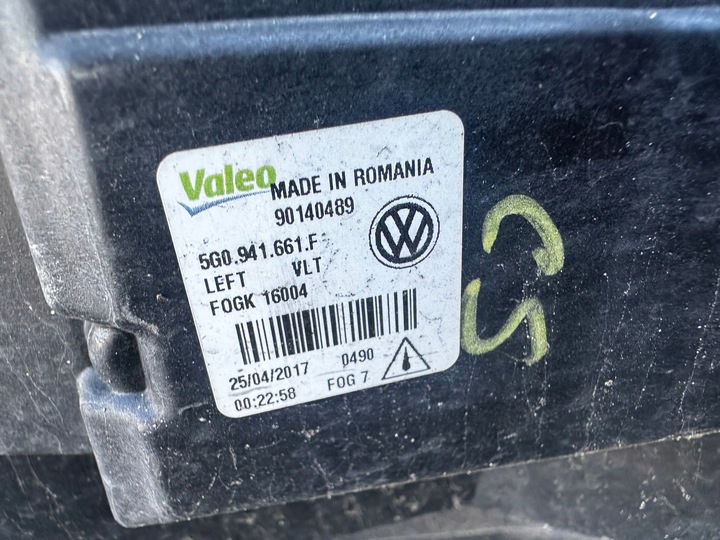 Valeo MADE IN ROMANIA
90140489
5G0.941.661.F
LEFT VLT
FOGK 16004
25/04/2017 0490
00:22:58 FOG 7